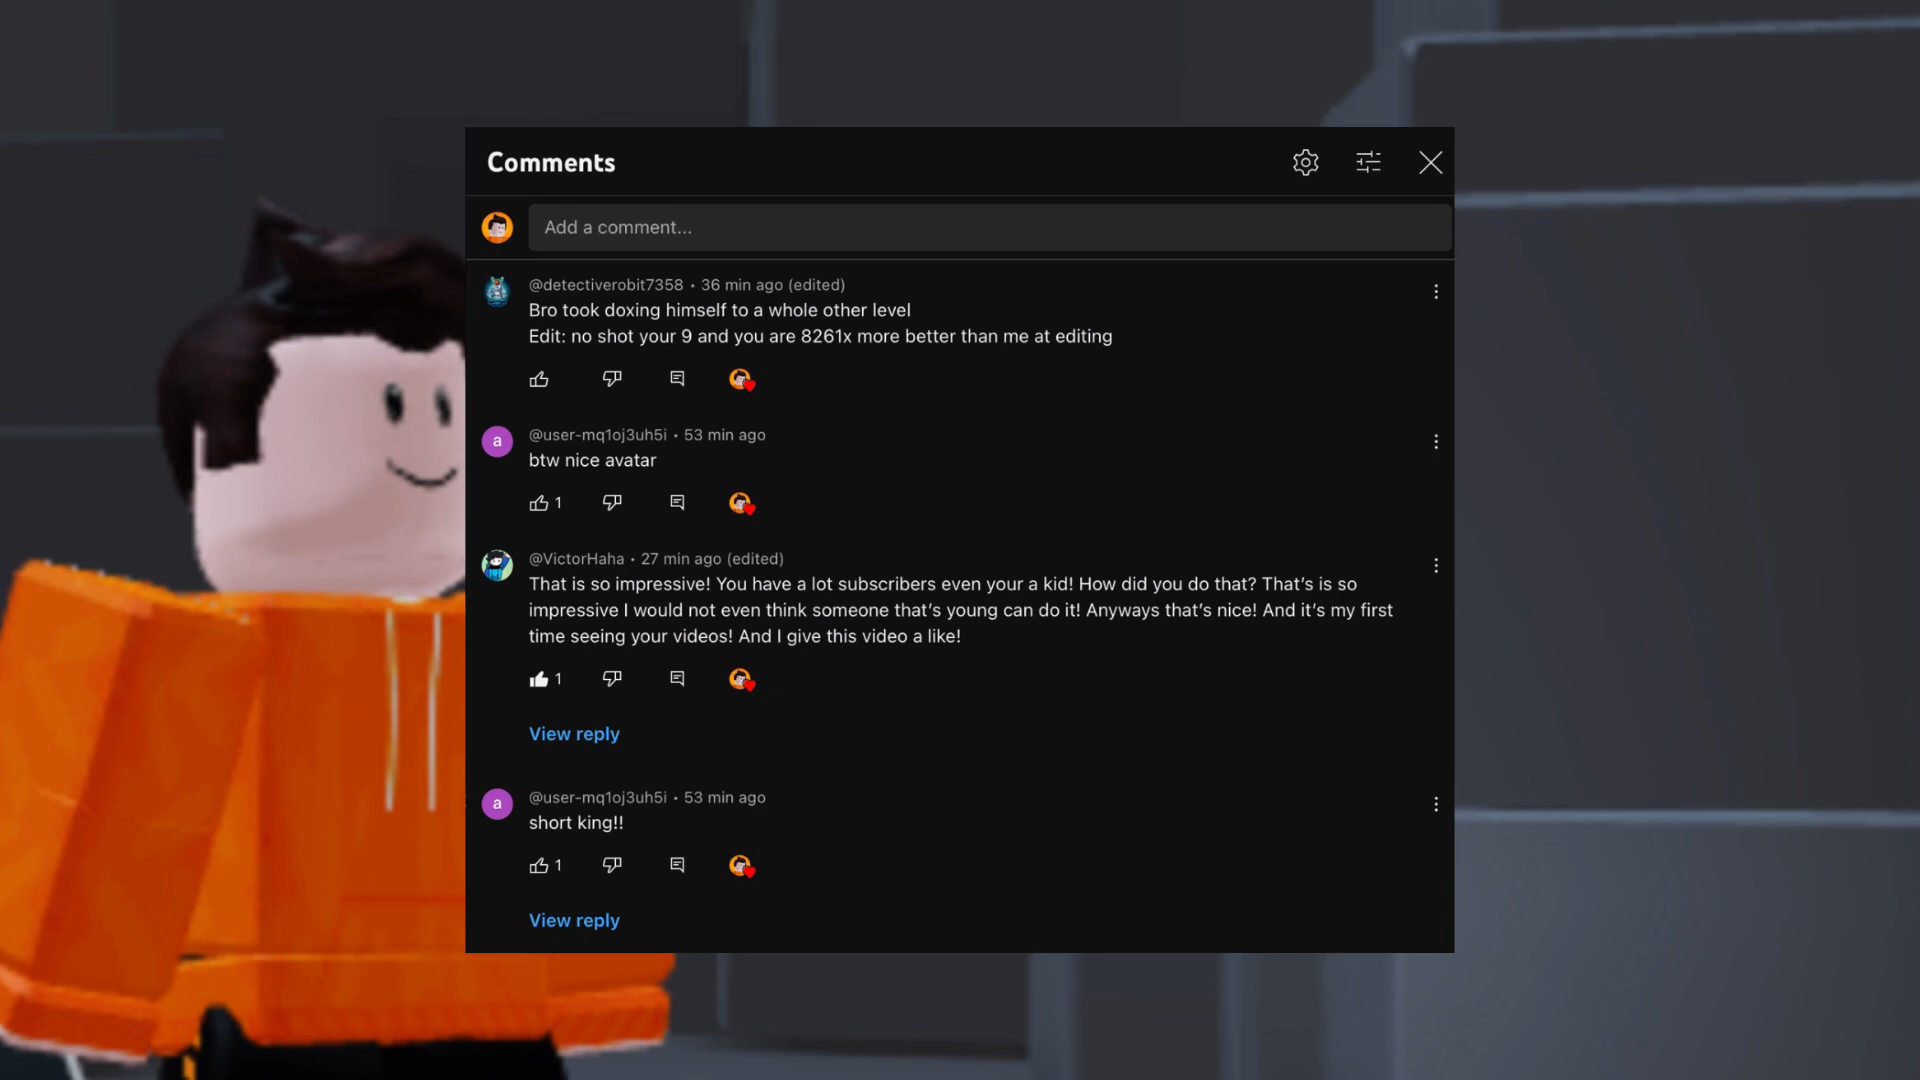 Comments
Add a comment...
@detectiverobit7358 • 36 min ago (edited)
Bro took doxing himself to a whole other level
Edit: no shot your 9 and you are 8261x more better than me at editing
a
@user-mq1oj3uh5i • 53 min ago
btw nice avatar
1
@VictorHaha • 27 min ago (edited)
That is so impressive! You have a lot subscribers even your a kid! How did you do that? That’s is so
impressive I would not even think someone that’s young can do it! Anyways that’s nice! And it’s my first
time seeing your videos! And I give this video a like!
1
View reply
a
@user-mq1oj3uh5i • 53 min ago
short king!!
1
View reply